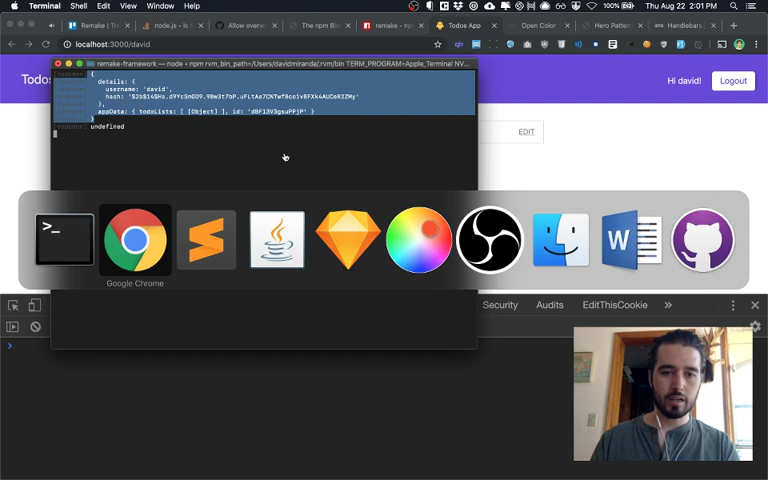 Terminal Shell Edit View Window Help
100%
Thu Aug 22 2:01 PM
Remake | Tre
node.js - Is t
Allow overwr
The npm Bl
remake - np
Todos App
Open Color
Hero Pattern
Handlebars.
localhost:3000/david
remake-framework — node • npm rvm_bin_path=/Users/davidmiranda/.rvm/bin TERM_PROGRAM=Apple_Terminal NV...
Todos
Hi david!
Logout
[nodemon] {
details: {
username: 'david',
},
appData: { todoLists: [ [Object] ], id: 'dBF13V3gsuPPjP' }
}
undefined
EDIT
>_
W
Google Chrome
Security
Audits
EditThisCookie
»
>